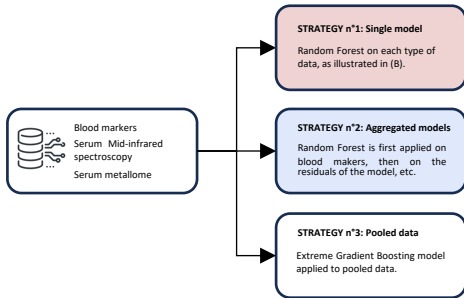 STRATEGY n°1: Single model
Random Forest on each type of
data, as illustrated in (B).
Blood markers
Serum Mid-infrared
spectroscopy
Serum metallome
STRATEGY n°2: Aggregated models
Random Forest is first applied on
blood makers, then on the
residuals of the model, etc.
STRATEGY n°3: Pooled data
Extreme Gradient Boosting model
applied to pooled data.